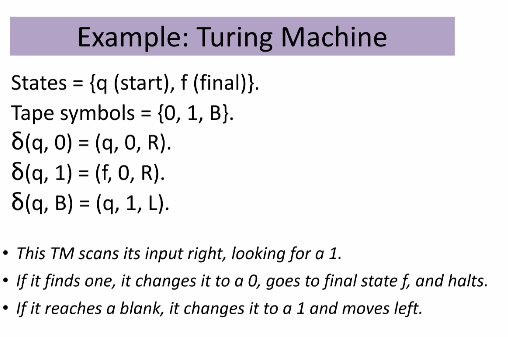 Example: Turing Machine
States = {q (start), f (final)}.
Tape symbols = {0, 1, B}.
δ(q, 0) = (q, 0, R).
δ(q, 1) = (f, 0, R).
δ(q, B) = (q, 1, L).
• This TM scans its input right, looking for a 1.
• If it finds one, it changes it to a 0, goes to final state f, and halts.
• If it reaches a blank, it changes it to a 1 and moves left.